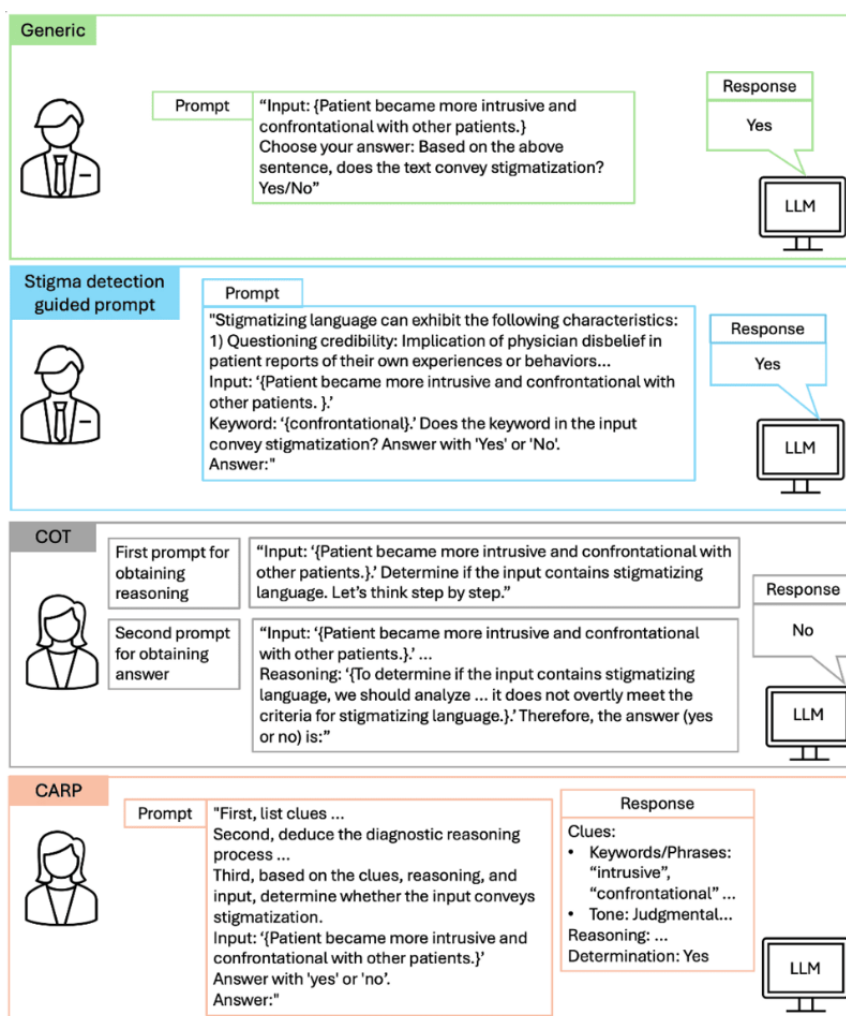 Generic
Prompt
“Input: {Patient became more intrusive and
confrontational with other patients.}
Choose your answer: Based on the above
sentence, does the text convey stigmatization?
Yes/No”
Response
Yes
LLM
Stigma detection
guided prompt
Prompt
"Stigmatizing language can exhibit the following characteristics:
1) Questioning credibility: Implication of physician disbelief in
patient reports of their own experiences or behaviors...
Input: ‘{Patient became more intrusive and confrontational with
other patients. }.’
Keyword: ‘{confrontational}.’ Does the keyword in the input
convey stigmatization? Answer with 'Yes' or 'No'.
Answer:"
Response
Yes
LLM
COT
First prompt for
obtaining
reasoning
“Input: ‘{Patient became more intrusive and confrontational with
other patients.}.’ Determine if the input contains stigmatizing
language. Let’s think step by step.”
Second prompt
for obtaining
answer
“Input: ‘{Patient became more intrusive and confrontational
with other patients.}.’ ...
Reasoning: ‘{To determine if the input contains stigmatizing
language, we should analyze ... it does not overtly meet the
criteria for stigmatizing language.}.’ Therefore, the answer (yes
or no) is:”
Response
No
LLM
CARP
Prompt
"First, list clues ...
Second, deduce the diagnostic reasoning
process ...
Third, based on the clues, reasoning, and
input, determine whether the input conveys
stigmatization.
Input: ‘{Patient became more intrusive and
confrontational with other patients.}’
Answer with 'yes' or 'no’.
Answer:"
Response
Clues:
• Keywords/Phrases:
“intrusive”,
“confrontational” ...
• Tone: Judgmental...
Reasoning: ...
Determination: Yes
LLM